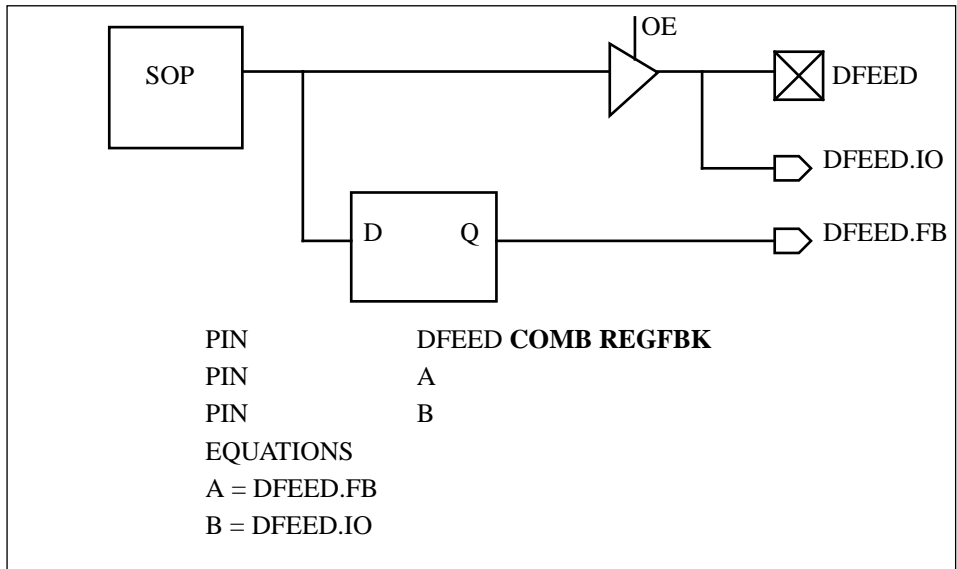 OE
SOP
DFEED
DFEED.IO
D Q
DFEED.FB
PIN DFEED COMB REGFBK
PIN A
PIN B
EQUATIONS
A = DFEED.FB
B = DFEED.IO